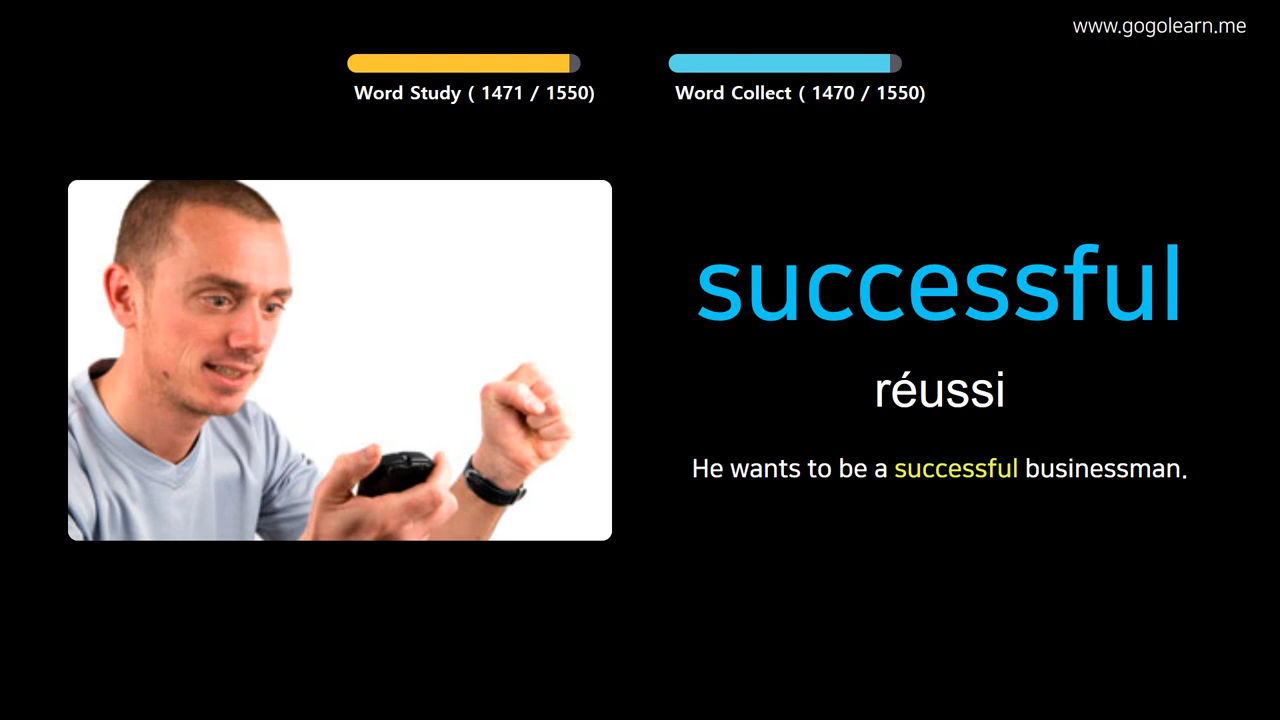 www.gogolearn.me
Word Study ( 1471 / 1550)
Word Collect ( 1470 / 1550)
successful
réussi
He wants to be a successful businessman.